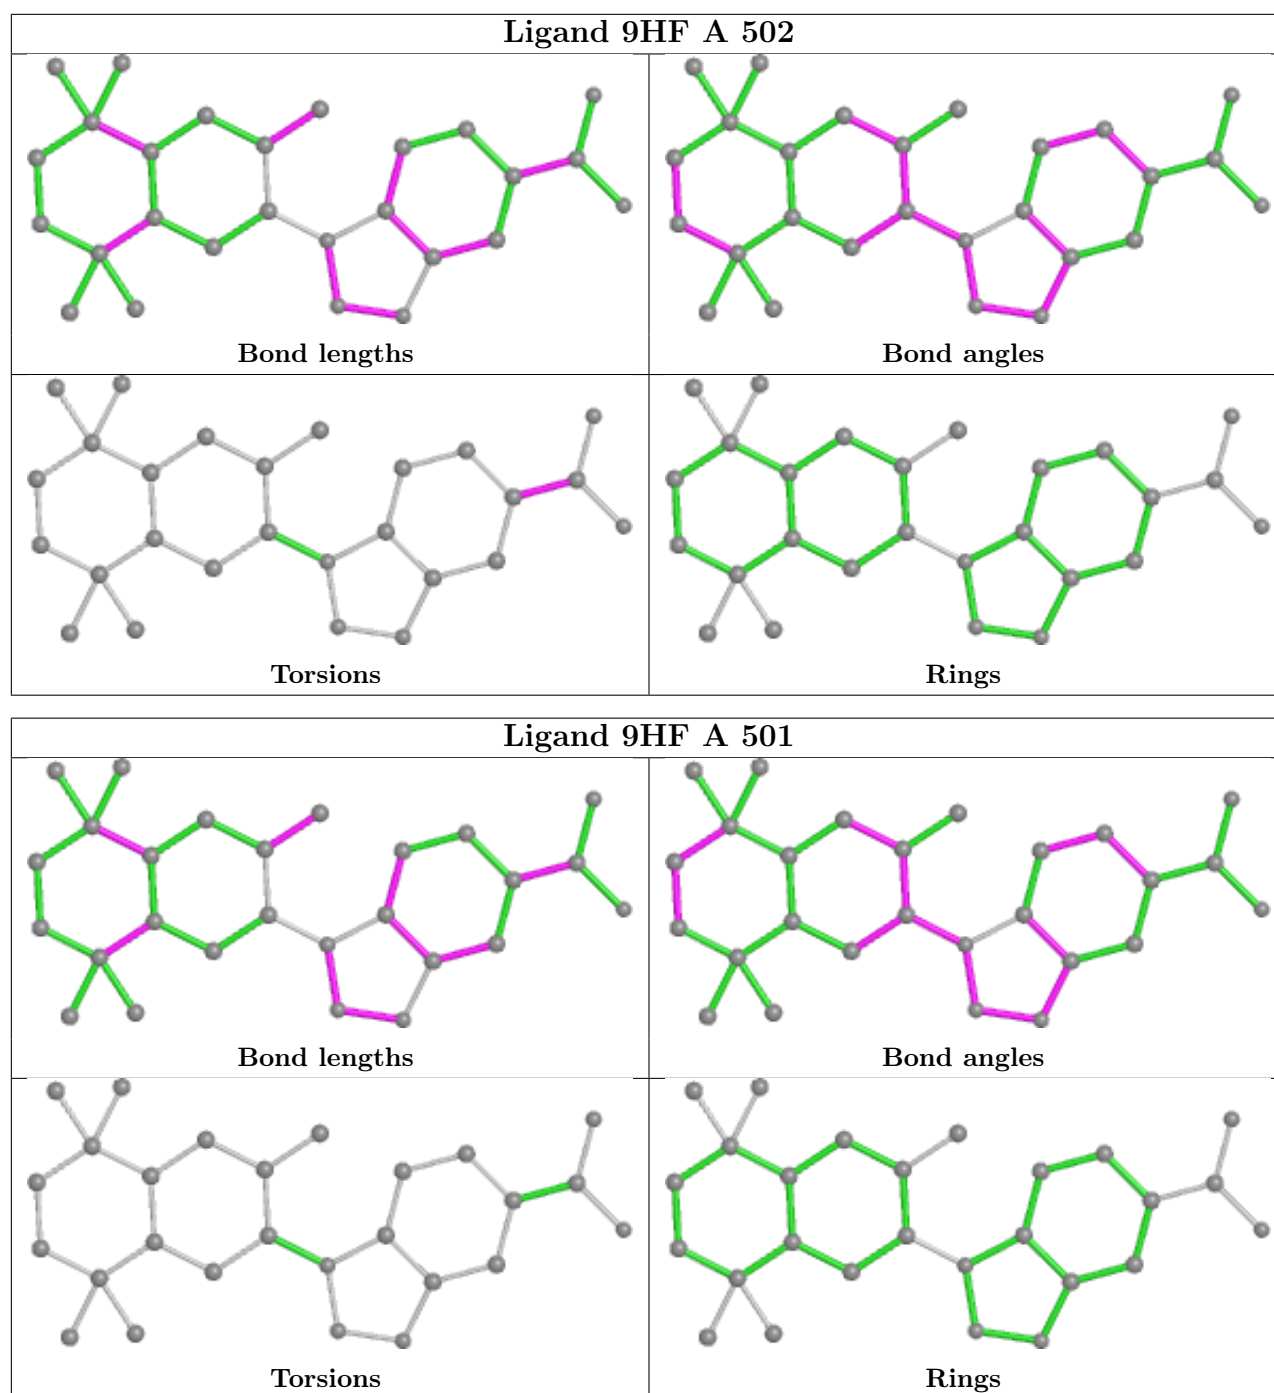 Ligand 9HF A 502
Bond lengths
Bond angles
Torsions
Rings
Ligand 9HF A 501
Bond lengths
Bond angles
Torsions
Rings